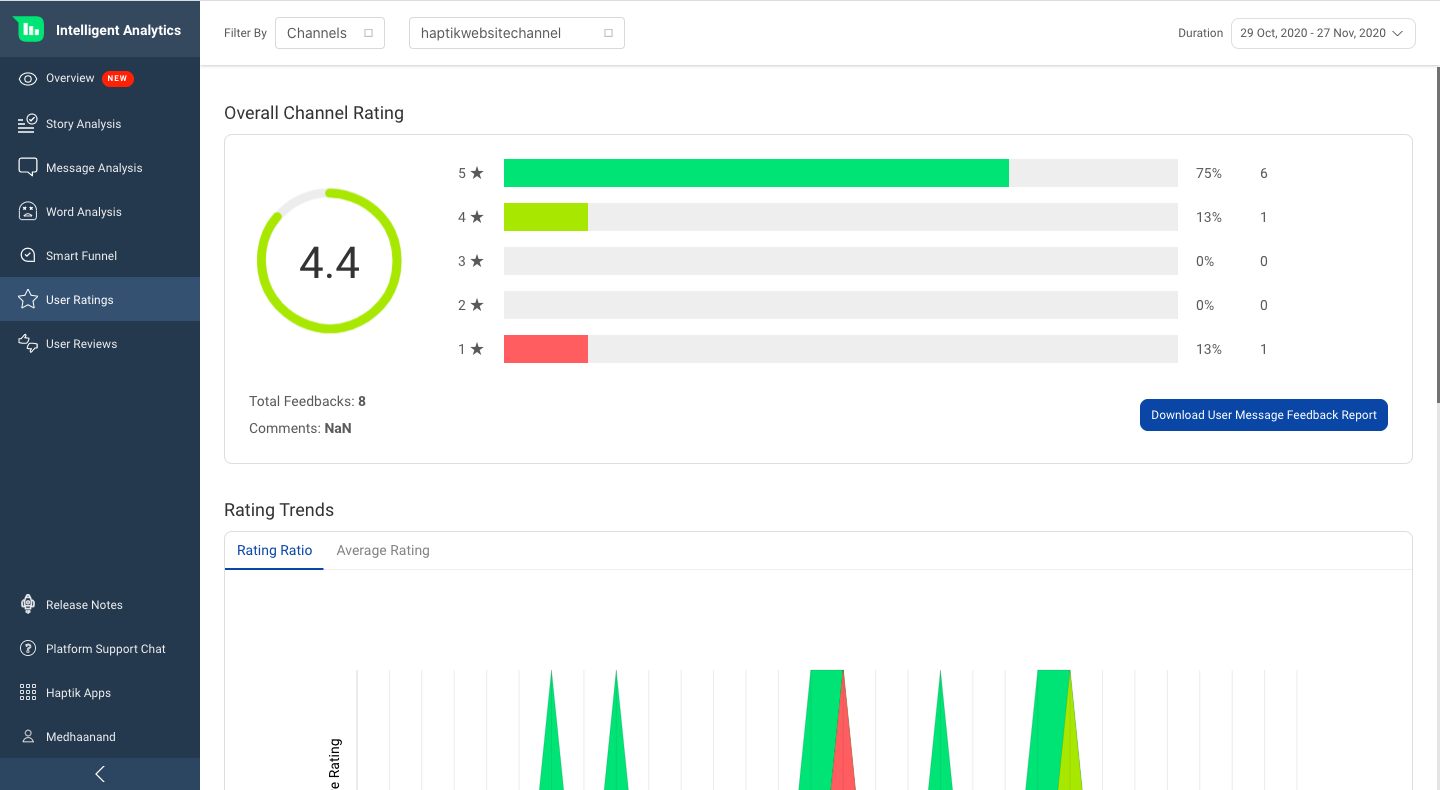 Intelligent Analytics
Overview NEW
Story Analysis
Message Analysis
Word Analysis
Smart Funnel
User Ratings
User Reviews
Release Notes
Platform Support Chat
Haptik Apps
Medhaanand
Filter By Channels haptikwebsitechannel Duration 29 Oct, 2020 - 27 Nov, 2020
Overall Channel Rating
4.4
5 ★ 75% 6
4 ★ 13% 1
3 ★ 0% 0
2 ★ 0% 0
1 ★ 13% 1
Total Feedbacks: 8
Comments: NaN
Download User Message Feedback Report
Rating Trends
Rating Ratio Average Rating
e Rating